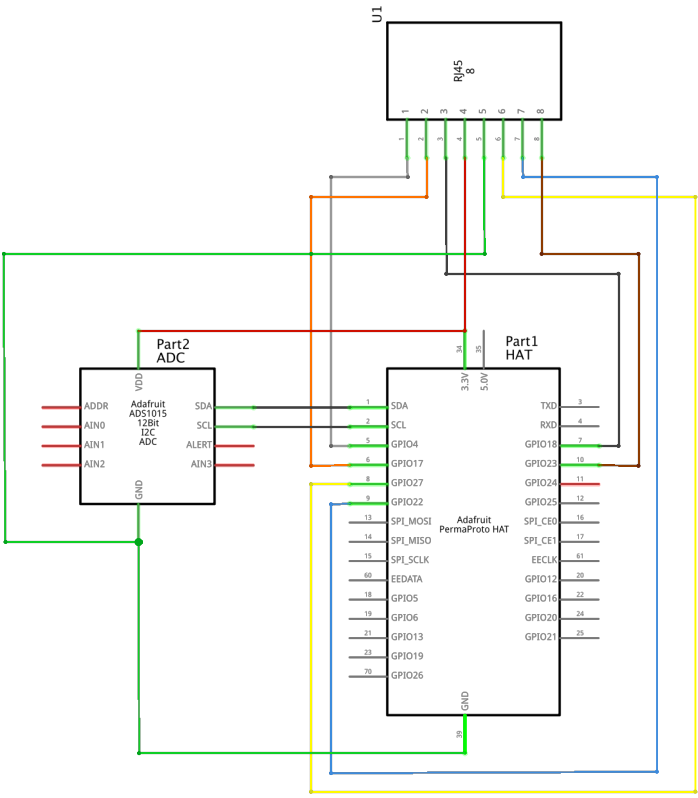 U1
RJ45
8
1 2 3 4 5 6 7 8
1 2 3 4 5 6 7 8
Part2
ADC
VDD
Adafruit
ADS1015
12Bit
I2C
ADC
ADDR
AIN0
AIN1
AIN2
SDA
SCL
ALERT
AIN3
GND
Part1
HAT
34
35
3.3V
5.0V
1 SDA
2 SCL
5 GPIO4
6 GPIO17
8 GPIO27
9 GPIO22
13 SPI_MOSI
14 SPI_MISO
15 SPI_SCLK
60 EEDATA
18 GPIO5
19 GPIO6
21 GPIO13
23 GPIO19
70 GPIO26
Adafruit
PermaProto HAT
TXD 3
RXD 4
GPIO18 7
GPIO23 10
GPIO24 11
GPIO25 12
SPI_CE0 16
SPI_CE1 17
EECLK 61
GPIO12 20
GPIO16 22
GPIO20 24
GPIO21 25
GND
39